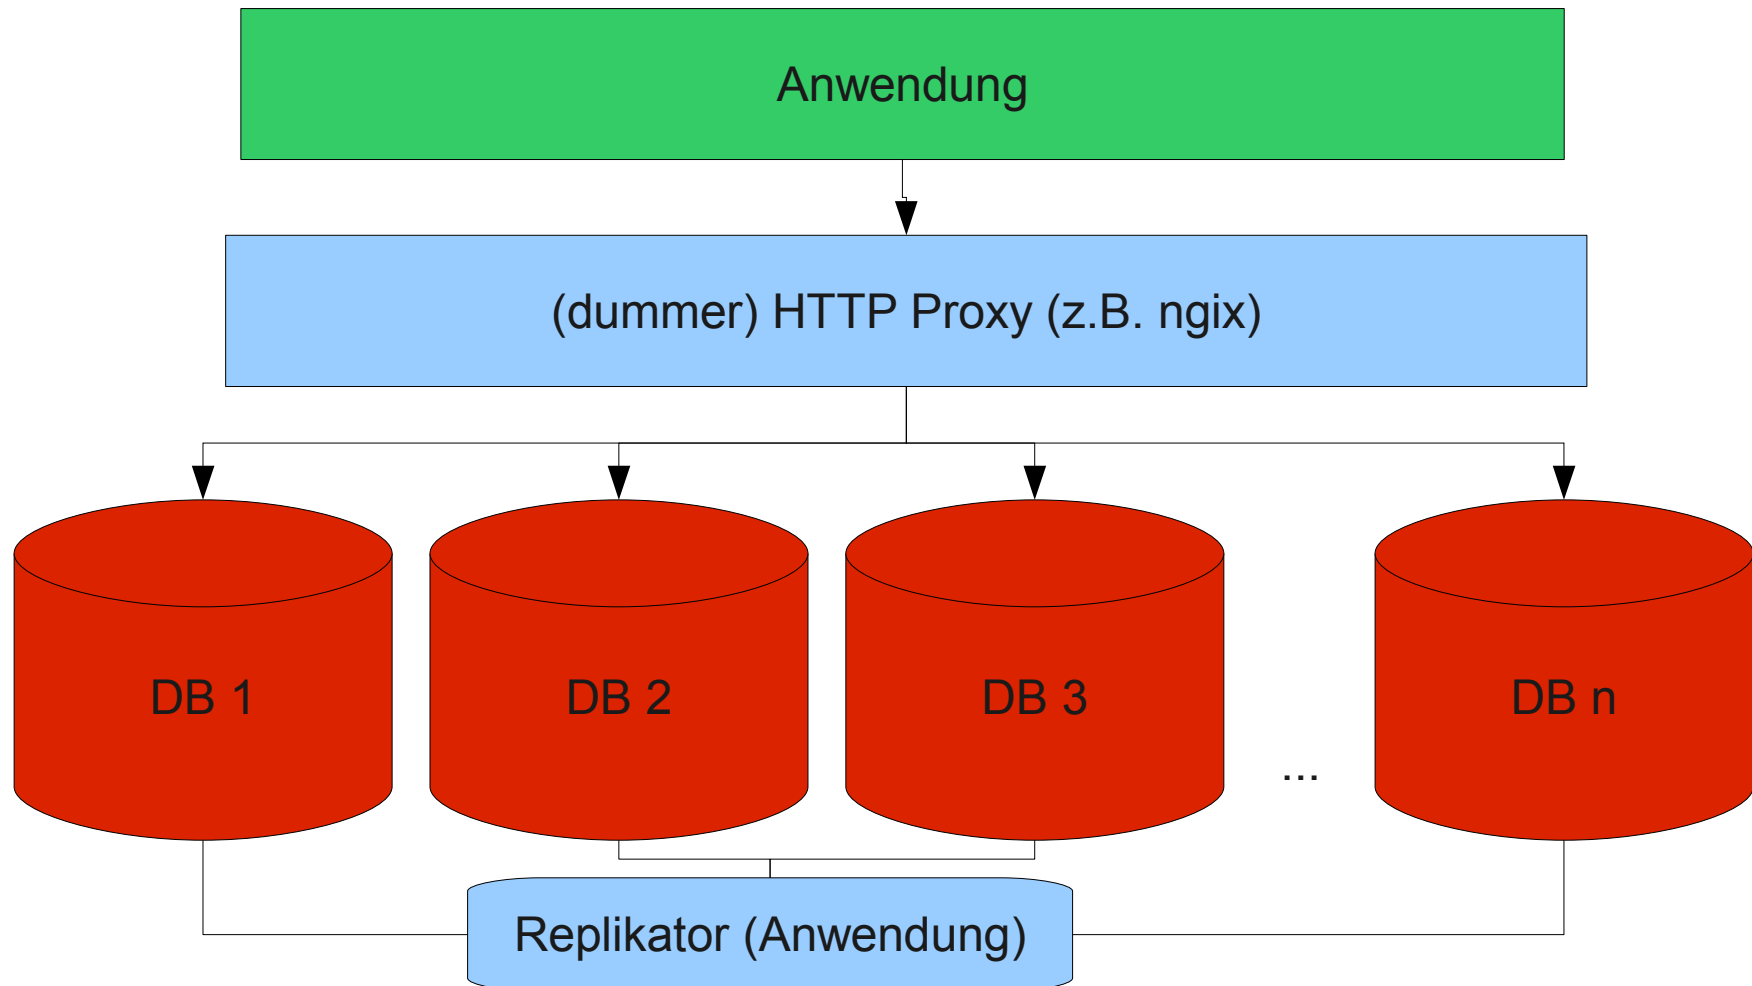 Anwendung
(dummer) HTTP Proxy (z.B. ngix)
DB 1
DB 2
DB 3
...
DB n
Replikator (Anwendung)